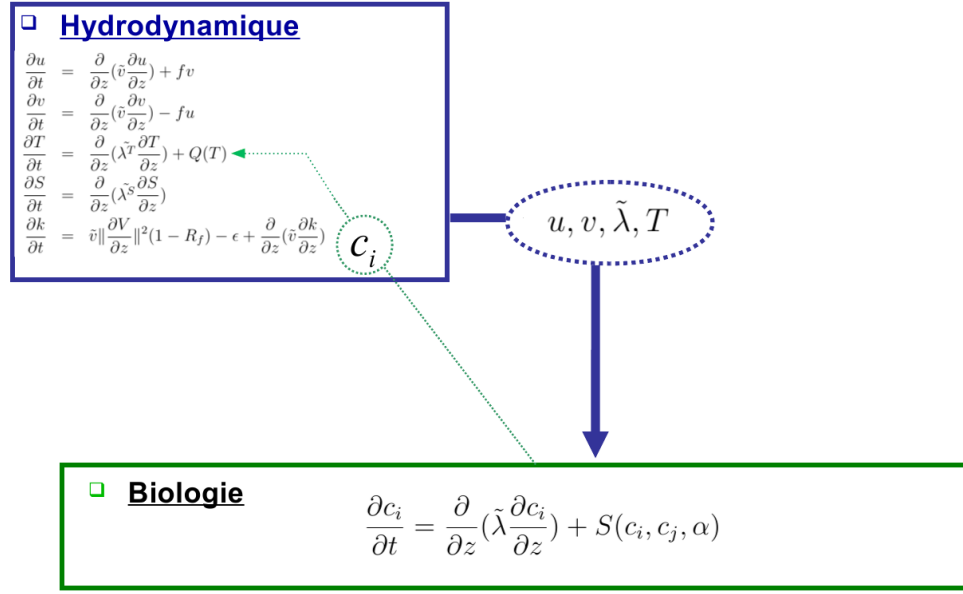 ❑ Hydrodynamique
∂u/∂t = ∂/∂z(ṽ ∂u/∂z) + fv
∂v/∂t = ∂/∂z(ṽ ∂v/∂z) − fu
∂T/∂t = ∂/∂z(λ̃ᵀ ∂T/∂z) + Q(T)
∂S/∂t = ∂/∂z(λ̃ˢ ∂S/∂z)
∂k/∂t = ṽ‖∂V/∂z‖²(1 − R_f) − ϵ + ∂/∂z(ṽ ∂k/∂z)
c_i
u, v, λ̃, T
❑ Biologie
∂c_i/∂t = ∂/∂z(λ̃ ∂c_i/∂z) + S(c_i, c_j, α)